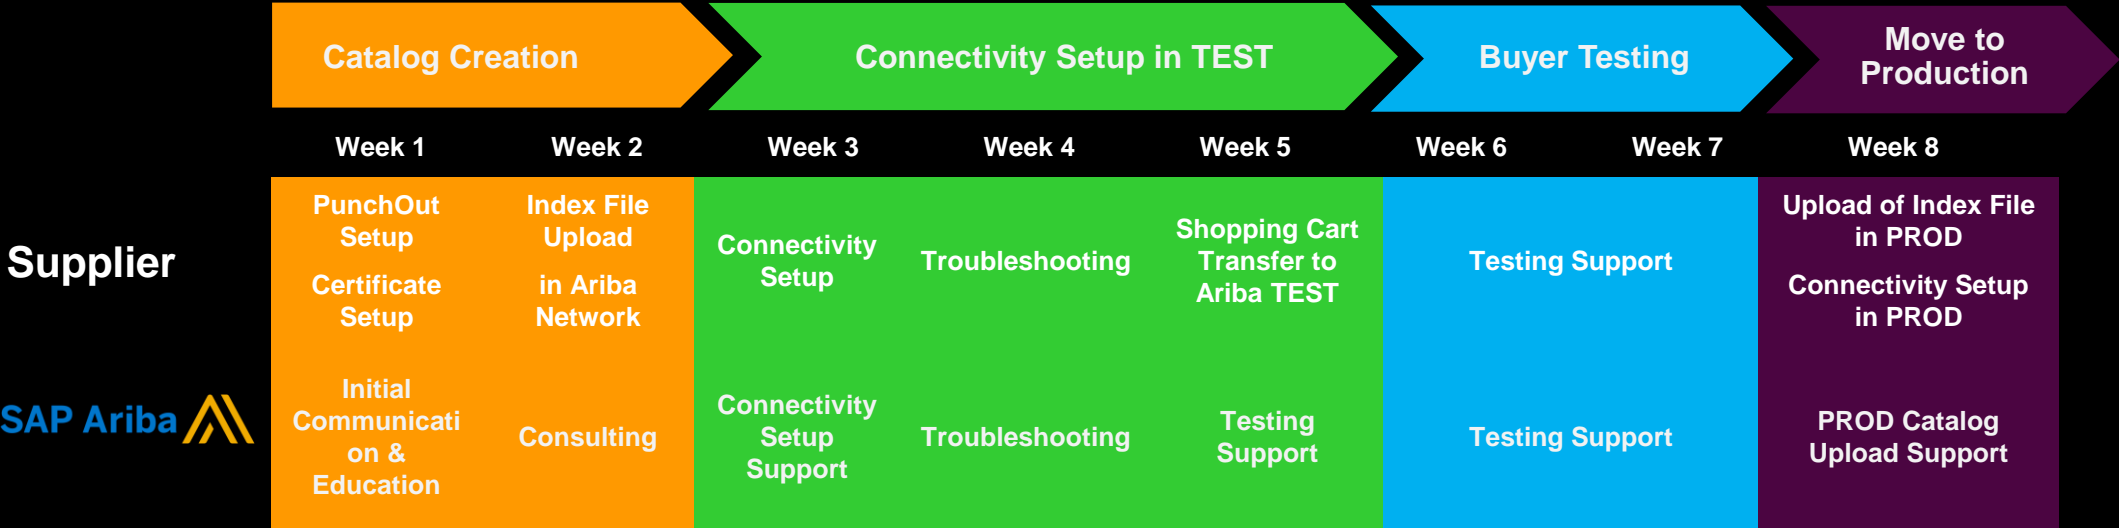 Catalog Creation
Connectivity Setup in TEST
Buyer Testing
Move to
Production
Week 1
Week 2
Week 3
Week 4
Week 5
Week 6
Week 7
Week 8
Supplier
PunchOut
Setup
Certificate
Setup
Index File
Upload
in Ariba
Network
Connectivity
Setup
Troubleshooting
Shopping Cart
Transfer to
Ariba TEST
Testing Support
Upload of Index File
in PROD
Connectivity Setup
in PROD
SAP Ariba
Initial
Communicati
on &
Education
Consulting
Connectivity
Setup
Support
Troubleshooting
Testing
Support
Testing Support
PROD Catalog
Upload Support